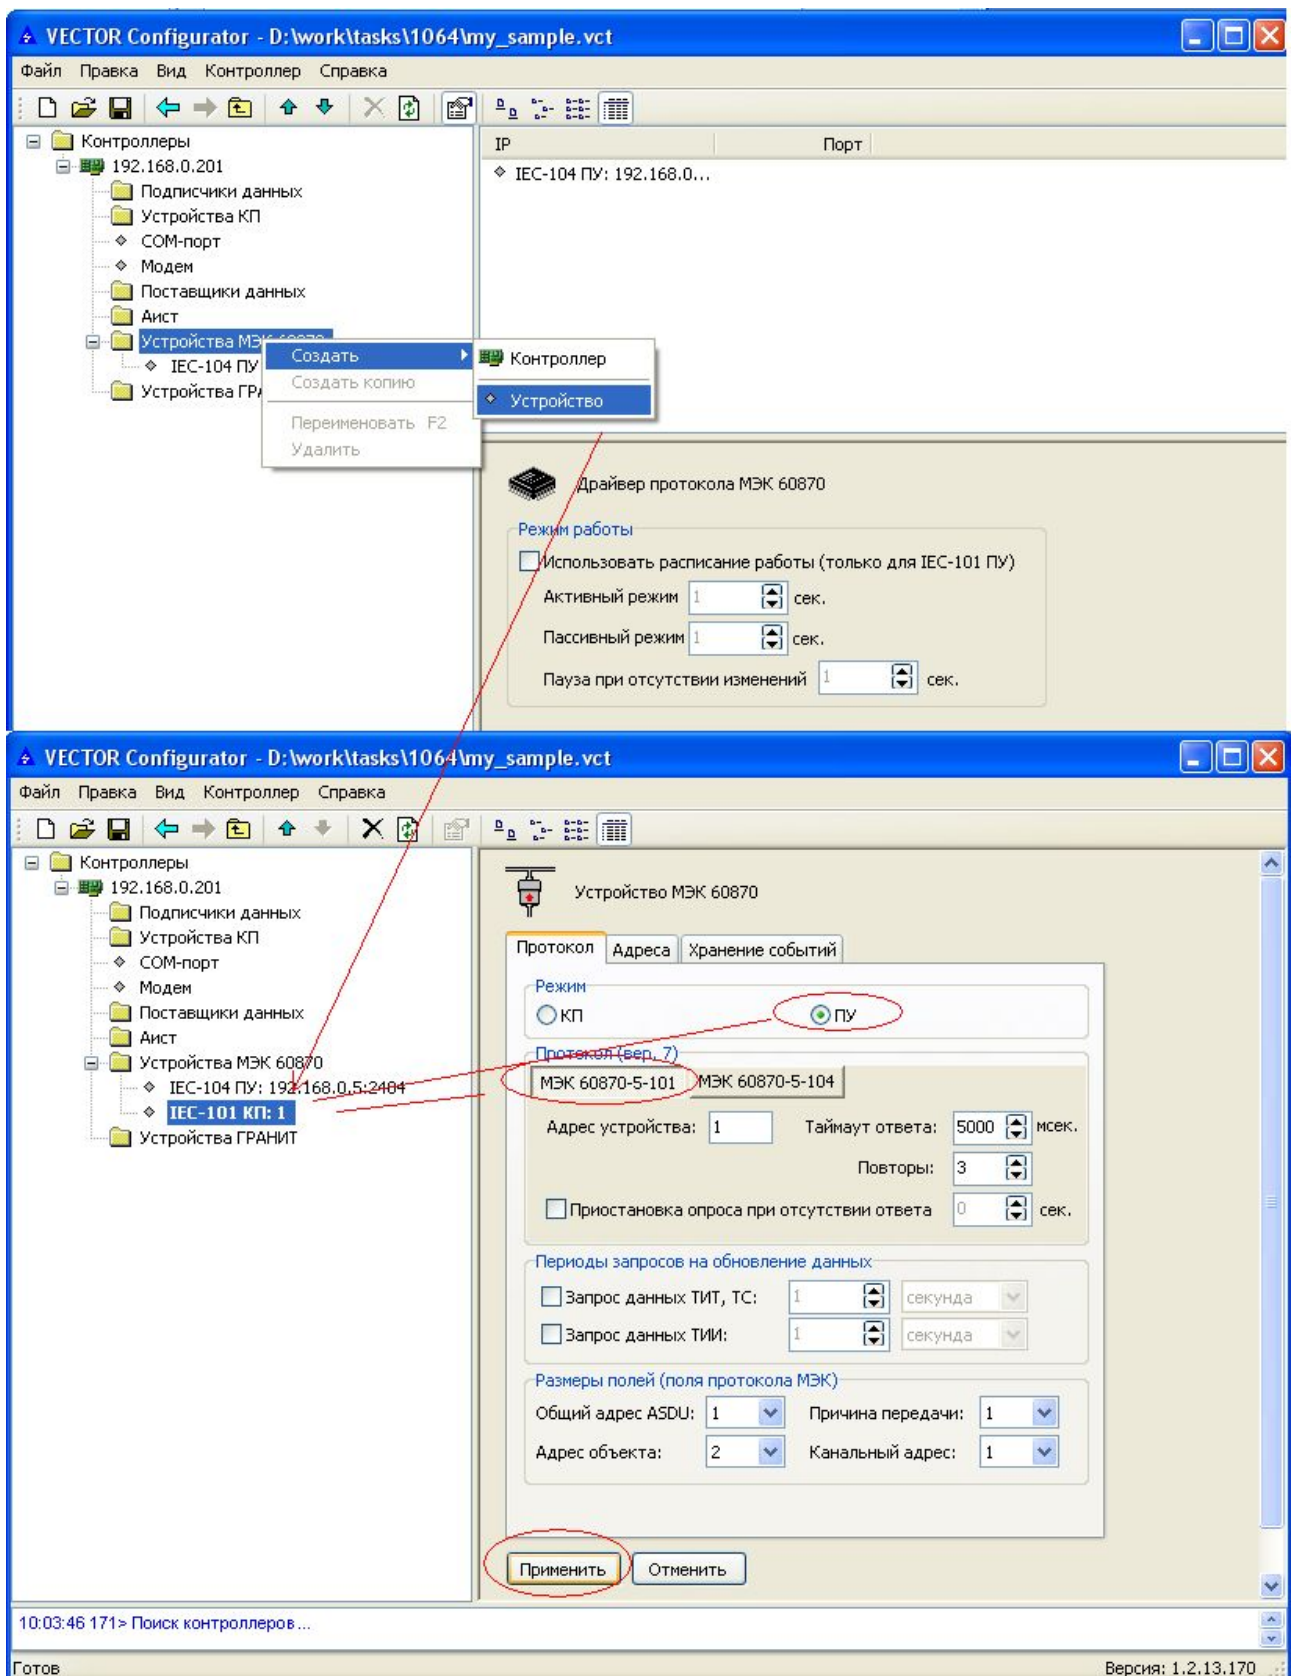 VECTOR Configurator - D:\work\tasks\1064\my_sample.vct
Файл Правка Вид Контроллер Справка
Контроллеры
192.168.0.201
Подписчики данных
Устройства КП
COM-порт
Модем
Поставщики данных
Аист
Устройства МЭК 60870
IEC-104 ПУ
Устройства ГРА
Создать
Создать копию
Переименовать F2
Удалить
Контроллер
Устройство
IP Порт
IEC-104 ПУ: 192.168.0...
Драйвер протокола МЭК 60870
Режим работы
Использовать расписание работы (только для IEC-101 ПУ)
Активный режим 1 сек.
Пассивный режим 1 сек.
Пауза при отсутствии изменений 1 сек.
VECTOR Configurator - D:\work\tasks\1064\my_sample.vct
Файл Правка Вид Контроллер Справка
Контроллеры
192.168.0.201
Подписчики данных
Устройства КП
COM-порт
Модем
Поставщики данных
Аист
Устройства МЭК 60870
IEC-104 ПУ: 192.168.0.5:2404
IEC-101 КП: 1
Устройства ГРАНИТ
Устройство МЭК 60870
Протокол Адреса Хранение событий
Режим
КП ПУ
Протокол (вер. 7)
МЭК 60870-5-101 МЭК 60870-5-104
Адрес устройства: 1 Таймаут ответа: 5000 мсек.
Повторы: 3
Приостановка опроса при отсутствии ответа 0 сек.
Периоды запросов на обновление данных
Запрос данных ТИТ, ТС: 1 секунда
Запрос данных ТИИ: 1 секунда
Размеры полей (поля протокола МЭК)
Общий адрес ASDU: 1 Причина передачи: 1
Адрес объекта: 2 Канальный адрес: 1
Применить Отменить
10:03:46 171> Поиск контроллеров...
Готов Версия: 1.2.13.170